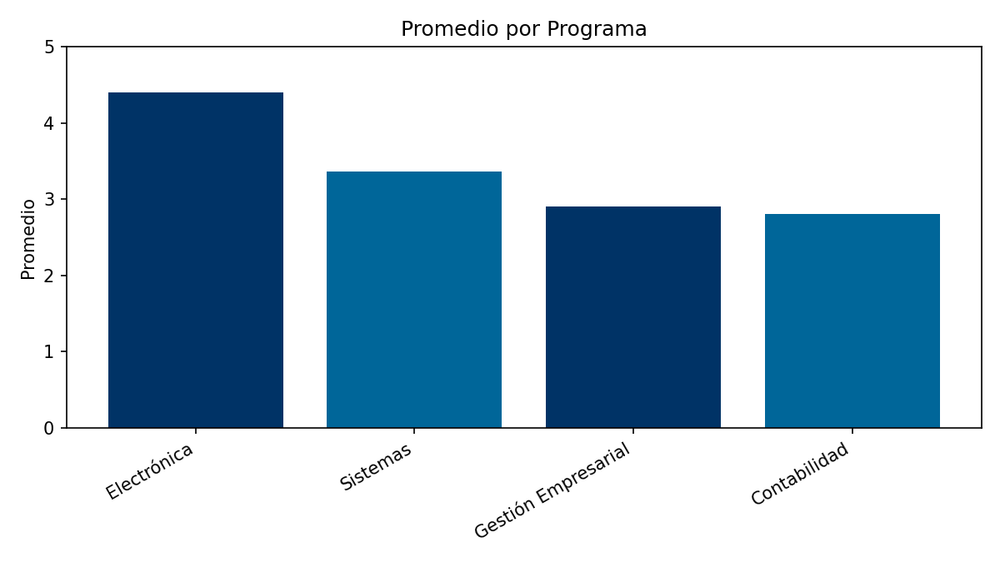 Promedio por Programa
5
4
3
2
1
0
Promedio
Electrónica
Sistemas
Gestión Empresarial
Contabilidad